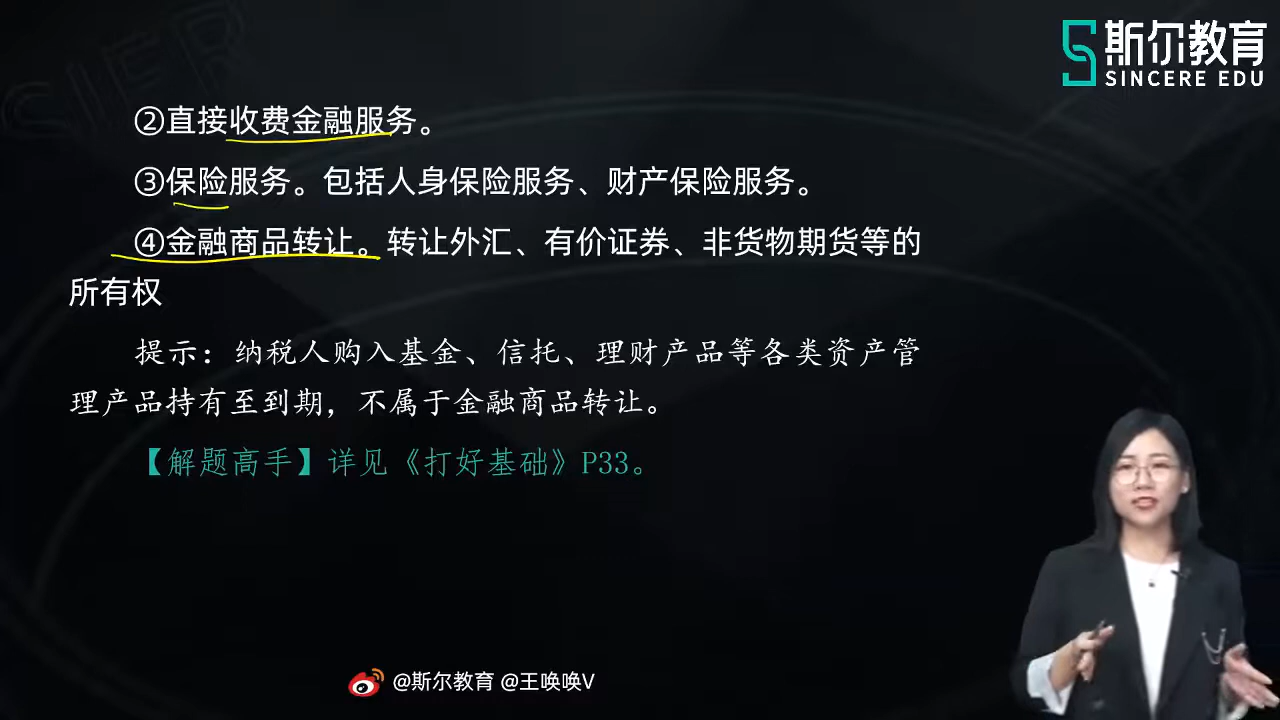 斯尔教育
SINCERE EDU
②直接收费金融服务。
③保险服务。包括人身保险服务、财产保险服务。
④金融商品转让。转让外汇、有价证券、非货物期货等的
所有权
提示：纳税人购入基金、信托、理财产品等各类资产管
理产品持有至到期，不属于金融商品转让。
【解题高手】详见《打好基础》P33。
@斯尔教育 @王唤唤V